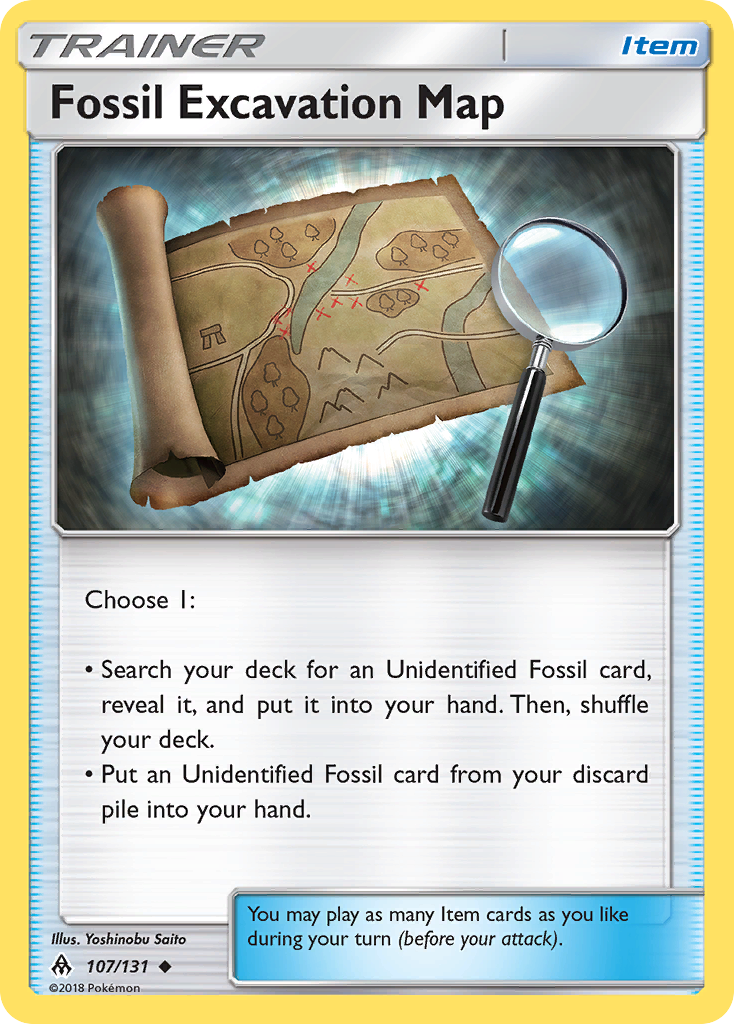 TRAINER
Item
Fossil Excavation Map
Choose 1:
• Search your deck for an Unidentified Fossil card,
reveal it, and put it into your hand. Then, shuffle
your deck.
• Put an Unidentified Fossil card from your discard
pile into your hand.
You may play as many Item cards as you like
during your turn (before your attack).
Illus. Yoshinobu Saito
107/131
©2018 Pokémon